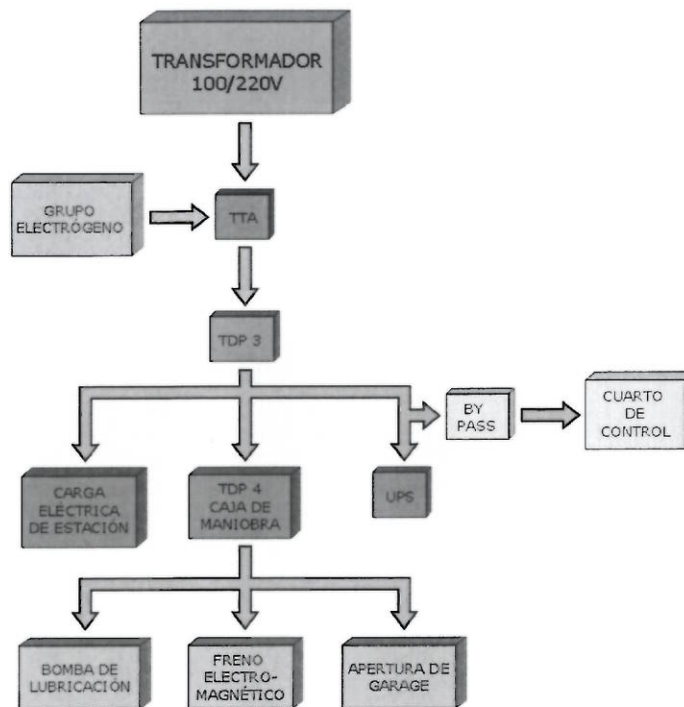 TRANSFORMADOR
100/220V
GRUPO
ELECTRÓGENO
TTA
TDP 3
BY
PASS
CUARTO
DE
CONTROL
CARGA
ELÉCTRICA
DE ESTACIÓN
TDP 4
CAJA DE
MANIOBRA
UPS
BOMBA DE
LUBRICACIÓN
FRENO
ELECTRO-
MAGNÉTICO
APERTURA DE
GARAGE